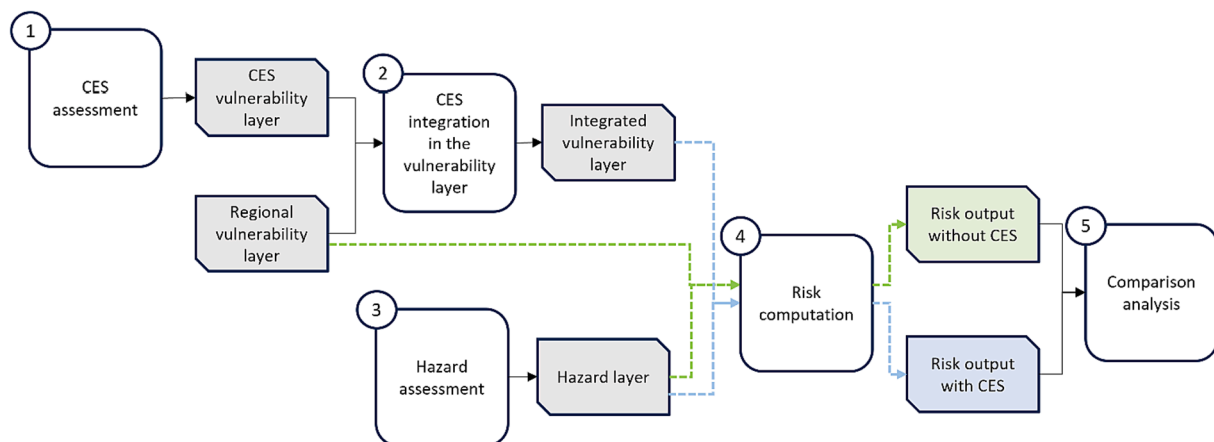 1
CES
assessment
CES
vulnerability
layer
Regional
vulnerability
layer
2
CES
integration
in the
vulnerability
layer
Integrated
vulnerability
layer
3
Hazard
assessment
Hazard layer
4
Risk
computation
Risk output
without CES
Risk output
with CES
5
Comparison
analysis